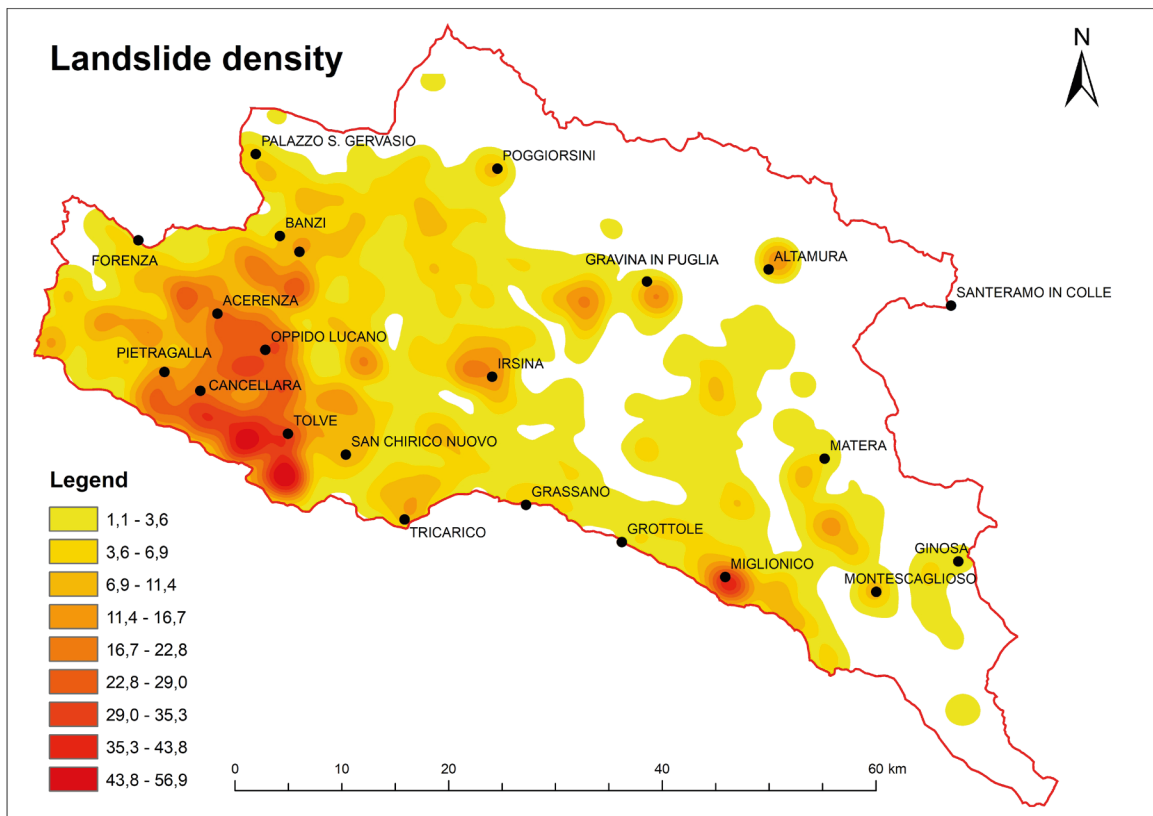 Landslide density
N
PALAZZO S. GERVASIO
POGGIORSINI
BANZI
FORENZA
GRAVINA IN PUGLIA
ALTAMURA
SANTERAMO IN COLLE
ACERENZA
OPPIDO LUCANO
PIETRAGALLA
IRSINA
CANCELLARA
TOLVE
SAN CHIRICO NUOVO
MATERA
GRASSANO
TRICARICO
GROTTOLE
GINOSA
MIGLIONICO
MONTESCAGLIOSO
Legend
1,1 - 3,6
3,6 - 6,9
6,9 - 11,4
11,4 - 16,7
16,7 - 22,8
22,8 - 29,0
29,0 - 35,3
35,3 - 43,8
43,8 - 56,9
0 10 20 40 60 km